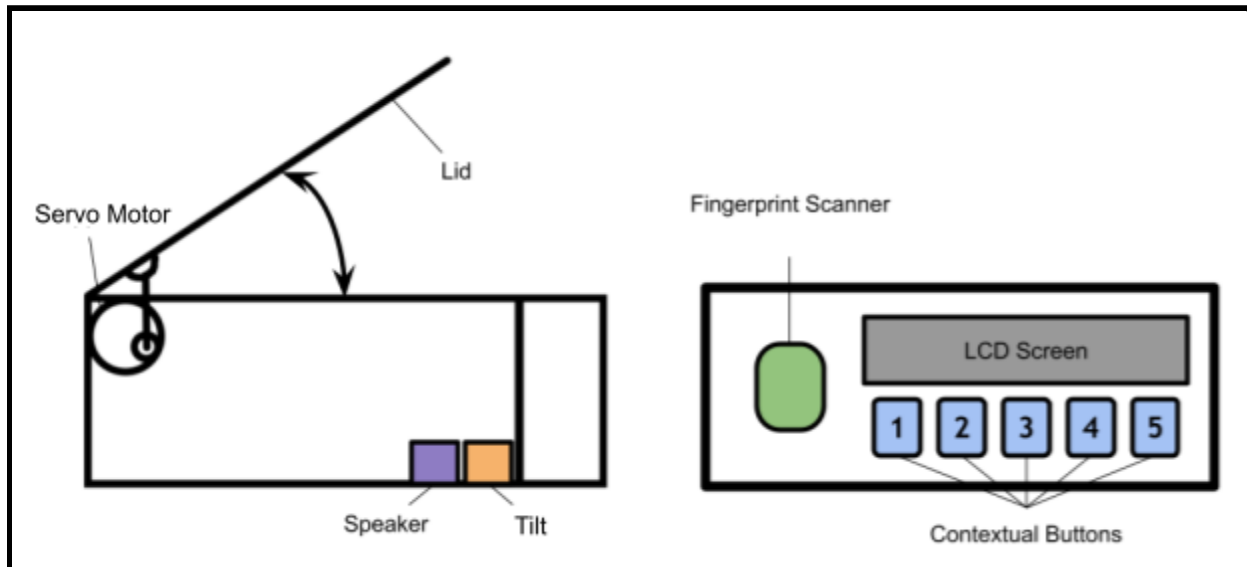 Lid
Servo Motor
Speaker
Tilt
Fingerprint Scanner
LCD Screen
1 2 3 4 5
Contextual Buttons